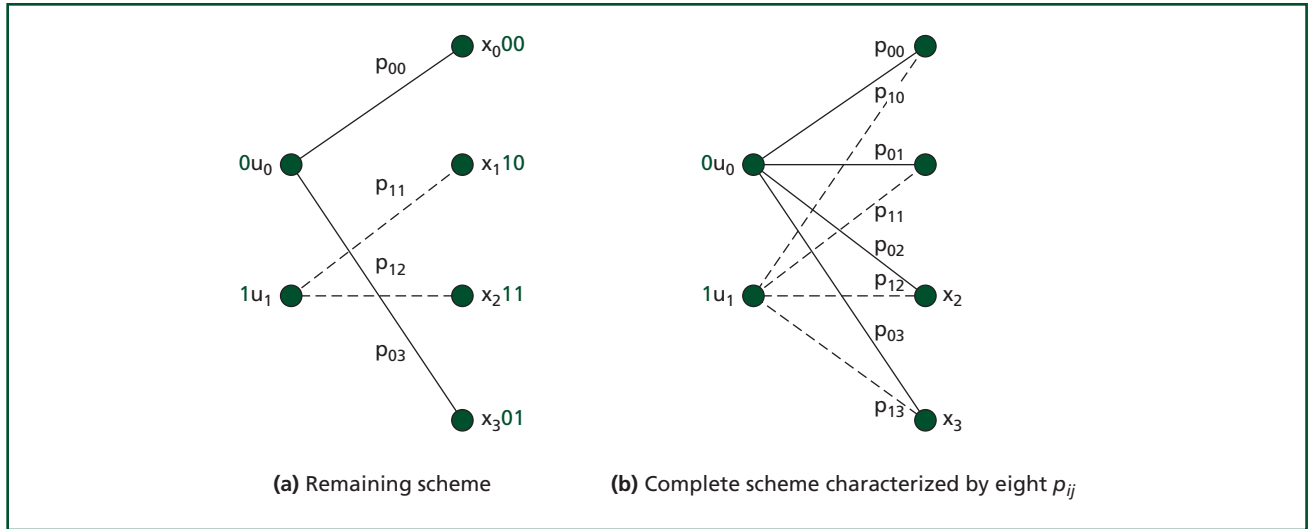 p₀₀
x₀00
0u₀
p₁₁
x₁10
p₁₂
1u₁
x₂11
p₀₃
x₃01
(a) Remaining scheme
p₀₀
p₁₀
0u₀
p₀₁
p₁₁
p₀₂
1u₁
p₁₂
x₂
p₀₃
p₁₃
x₃
(b) Complete scheme characterized by eight pᵢⱼ